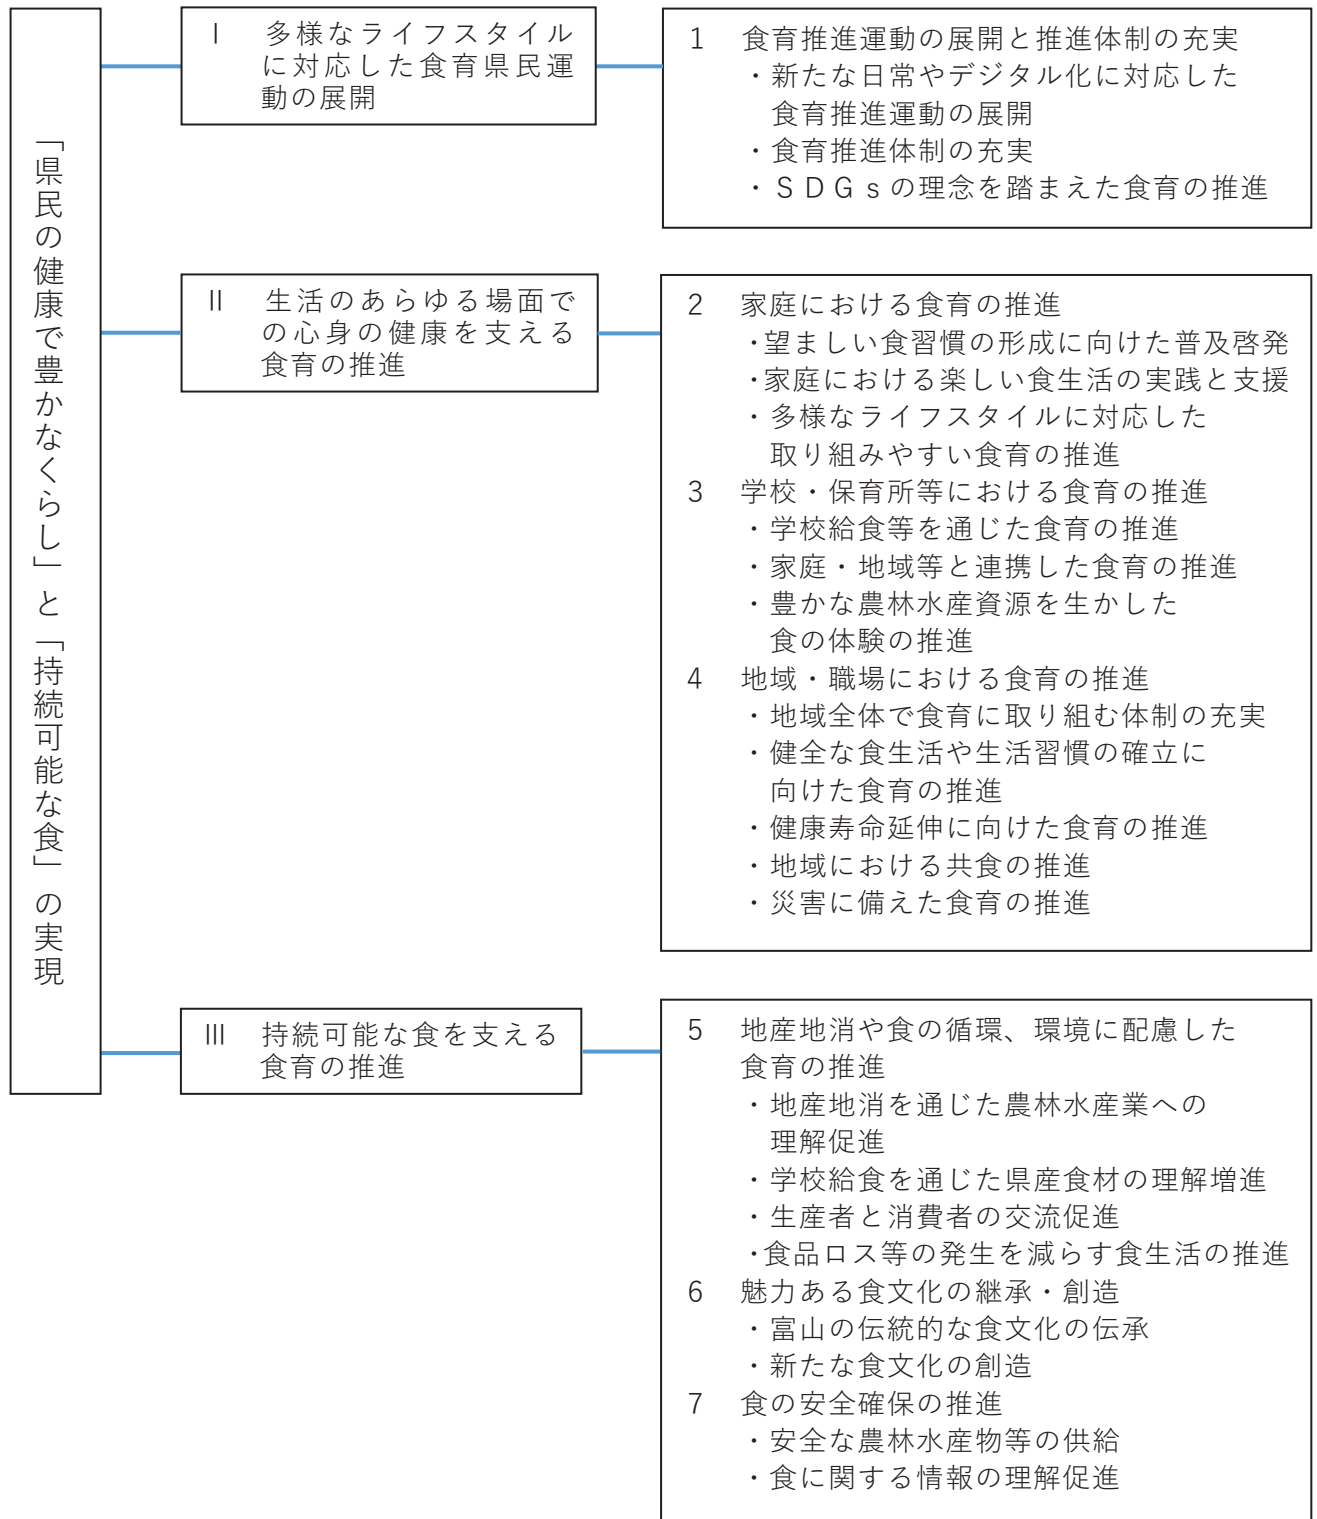 「県民の健康で豊かなくらし」と「持続可能な食」の実現
Ⅰ 多様なライフスタイル
に対応した食育県民運
動の展開
1 食育推進運動の展開と推進体制の充実
・新たな日常やデジタル化に対応した
食育推進運動の展開
・食育推進体制の充実
・ＳＤＧｓの理念を踏まえた食育の推進
Ⅱ 生活のあらゆる場面で
の心身の健康を支える
食育の推進
2 家庭における食育の推進
・望ましい食習慣の形成に向けた普及啓発
・家庭における楽しい食生活の実践と支援
・多様なライフスタイルに対応した
取り組みやすい食育の推進
3 学校・保育所等における食育の推進
・学校給食等を通じた食育の推進
・家庭・地域等と連携した食育の推進
・豊かな農林水産資源を生かした
食の体験の推進
4 地域・職場における食育の推進
・地域全体で食育に取り組む体制の充実
・健全な食生活や生活習慣の確立に
向けた食育の推進
・健康寿命延伸に向けた食育の推進
・地域における共食の推進
・災害に備えた食育の推進
Ⅲ 持続可能な食を支える
食育の推進
5 地産地消や食の循環、環境に配慮した
食育の推進
・地産地消を通じた農林水産業への
理解促進
・学校給食を通じた県産食材の理解増進
・生産者と消費者の交流促進
・食品ロス等の発生を減らす食生活の推進
6 魅力ある食文化の継承・創造
・富山の伝統的な食文化の伝承
・新たな食文化の創造
7 食の安全確保の推進
・安全な農林水産物等の供給
・食に関する情報の理解促進